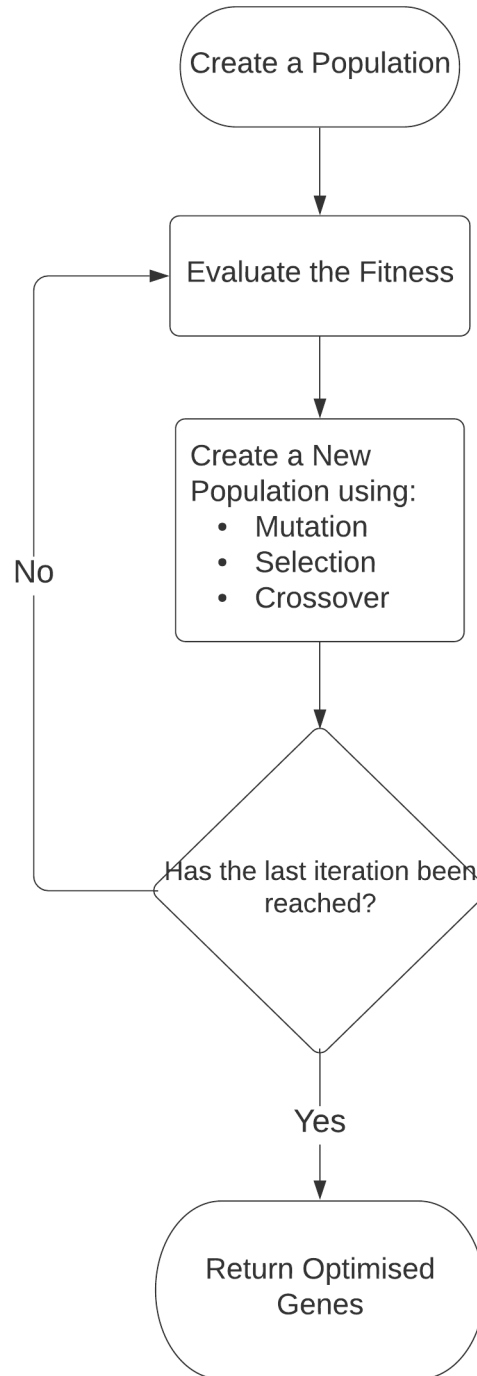 Create a Population
Evaluate the Fitness
Create a New
Population using:
• Mutation
• Selection
• Crossover
No
Has the last iteration been
reached?
Yes
Return Optimised
Genes